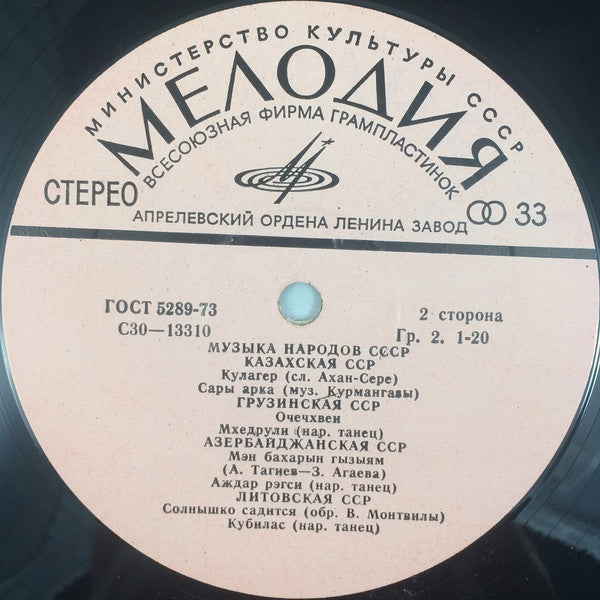 МИНИСТЕРСТВО КУЛЬТУРЫ СССР
МЕЛОДИЯ
ВСЕСОЮЗНАЯ ФИРМА ГРАМПЛАСТИНОК
СТЕРЕО
33
АПРЕЛЕВСКИЙ ОРДЕНА ЛЕНИНА ЗАВОД
ГОСТ 5289-73
С30—13310
2 сторона
Гр. 2. 1-20
МУЗЫКА НАРОДОВ СССР
КАЗАХСКАЯ ССР
Кулагер (сл. Ахан-Сере)
Сары арка (муз. Курмангазы)
ГРУЗИНСКАЯ ССР
Очечхвеи
Мхедрули (нар. танец)
АЗЕРБАЙДЖАНСКАЯ ССР
Мэн бахарын гызыям
(А. Тагиев—З. Агаева)
Аждар рэгси (нар. танец)
ЛИТОВСКАЯ ССР
Солнышко садится (обр. В. Монтвилы)
Кубилас (нар. танец)